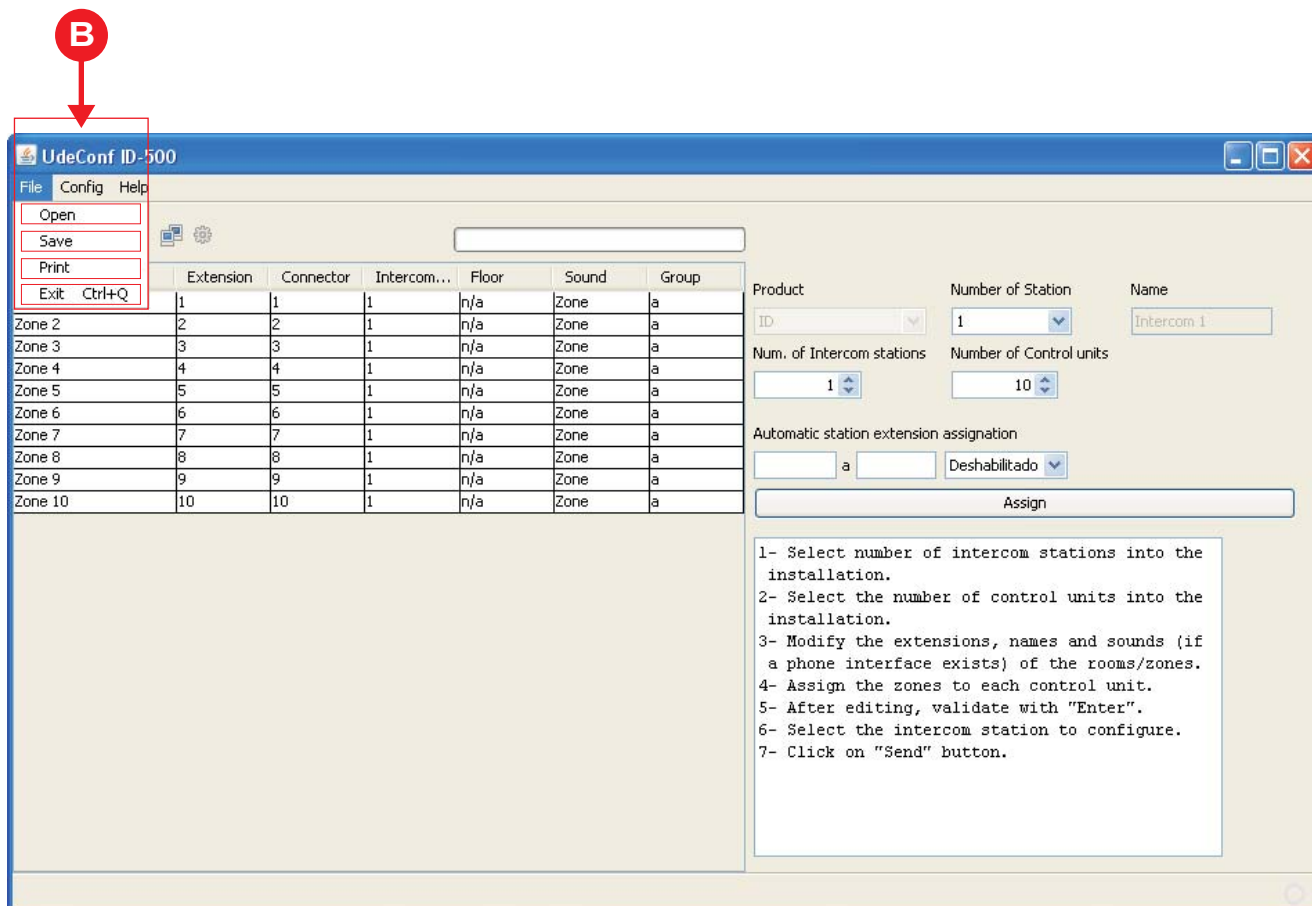 B
UdeConf ID-500
File Config Help
Open
Save
Print
Exit Ctrl+Q
Extension Connector Intercom... Floor Sound Group
1 1 1 n/a Zone a
Zone 2 2 2 1 n/a Zone a
Zone 3 3 3 1 n/a Zone a
Zone 4 4 4 1 n/a Zone a
Zone 5 5 5 1 n/a Zone a
Zone 6 6 6 1 n/a Zone a
Zone 7 7 7 1 n/a Zone a
Zone 8 8 8 1 n/a Zone a
Zone 9 9 9 1 n/a Zone a
Zone 10 10 10 1 n/a Zone a
Product Number of Station Name
ID 1 Intercom 1
Num. of Intercom stations Number of Control units
1 10
Automatic station extension assignation
a Deshabilitado
Assign
1- Select number of intercom stations into the
installation.
2- Select the number of control units into the
installation.
3- Modify the extensions, names and sounds (if
a phone interface exists) of the rooms/zones.
4- Assign the zones to each control unit.
5- After editing, validate with "Enter".
6- Select the intercom station to configure.
7- Click on "Send" button.